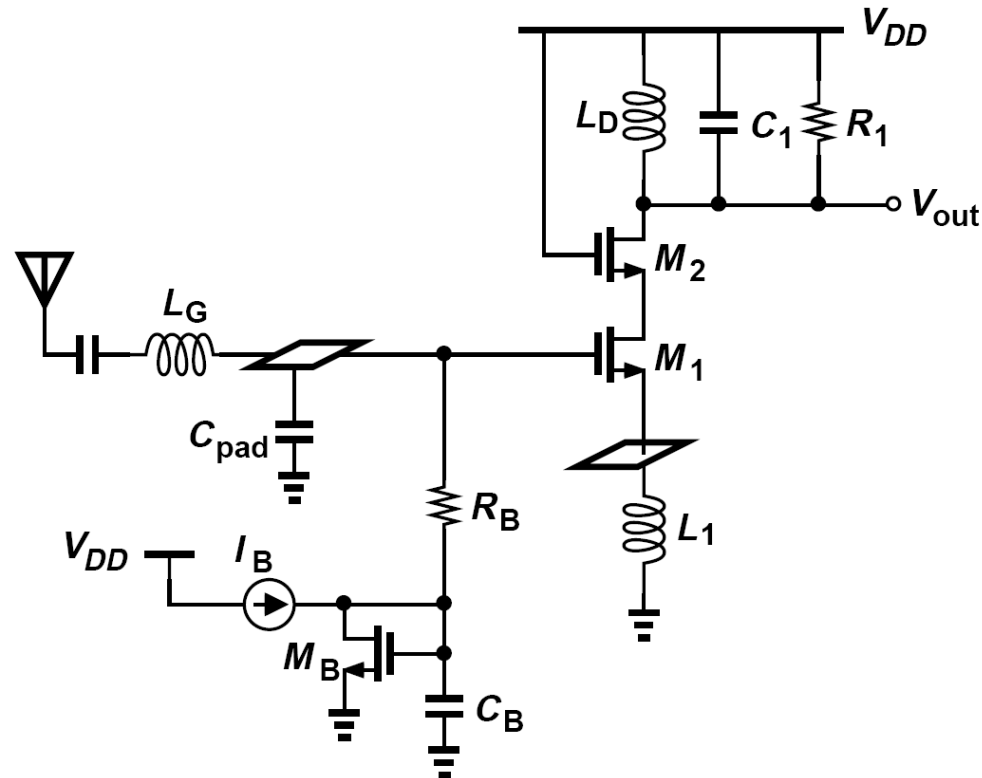 V_DD
L_D
C_1
R_1
V_out
M_2
L_G
M_1
C_pad
R_B
L_1
V_DD
I_B
M_B
C_B